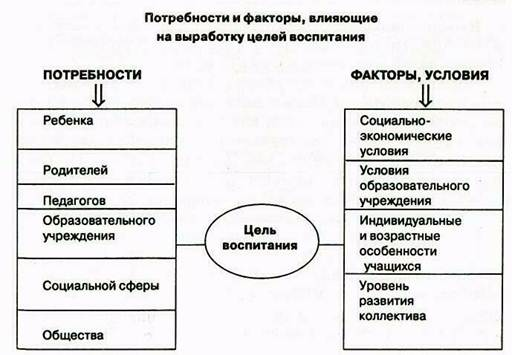 Потребности и факторы, влияющие
на выработку целей воспитания
ПОТРЕБНОСТИ
Ребенка
Родителей
Педагогов
Образовательного
учреждения
Социальной сферы
Общества
Цель
воспитания
ФАКТОРЫ, УСЛОВИЯ
Социально-
экономические
условия
Условия
образовательного
учреждения
Индивидуальные
и возрастные
особенности
учащихся
Уровень
развития
коллектива